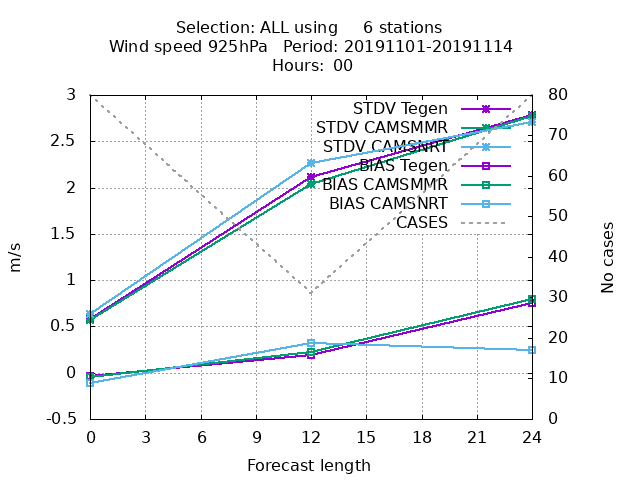 Selection: ALL using     6 stations
Wind speed 925hPa   Period: 20191101-20191114
Hours: 00
STDV Tegen
STDV CAMSMMR
STDV CAMSNRT
BIAS Tegen
BIAS CAMSMMR
BIAS CAMSNRT
CASES
3
2.5
2
1.5
1
0.5
0
-0.5
m/s
80
70
60
50
40
30
20
10
0
No cases
0 3 6 9 12 15 18 21 24
Forecast length